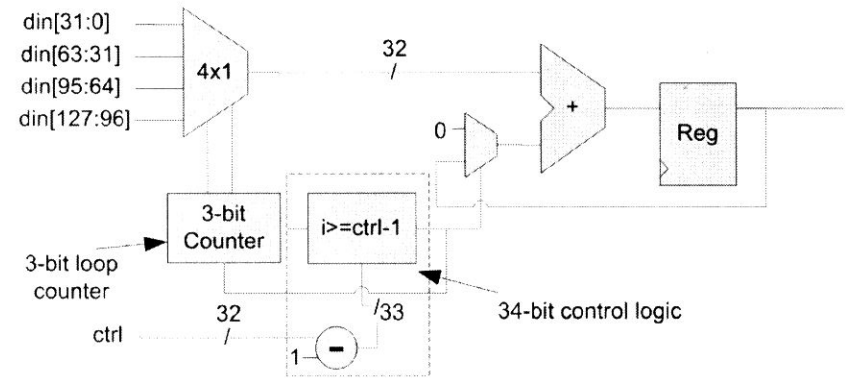 din[31:0]
din[63:31]
din[95:64]
din[127:96]
4x1
32
0
+
Reg
3-bit
Counter
i>=ctrl-1
3-bit loop
counter
32
33
34-bit control logic
ctrl
1
-